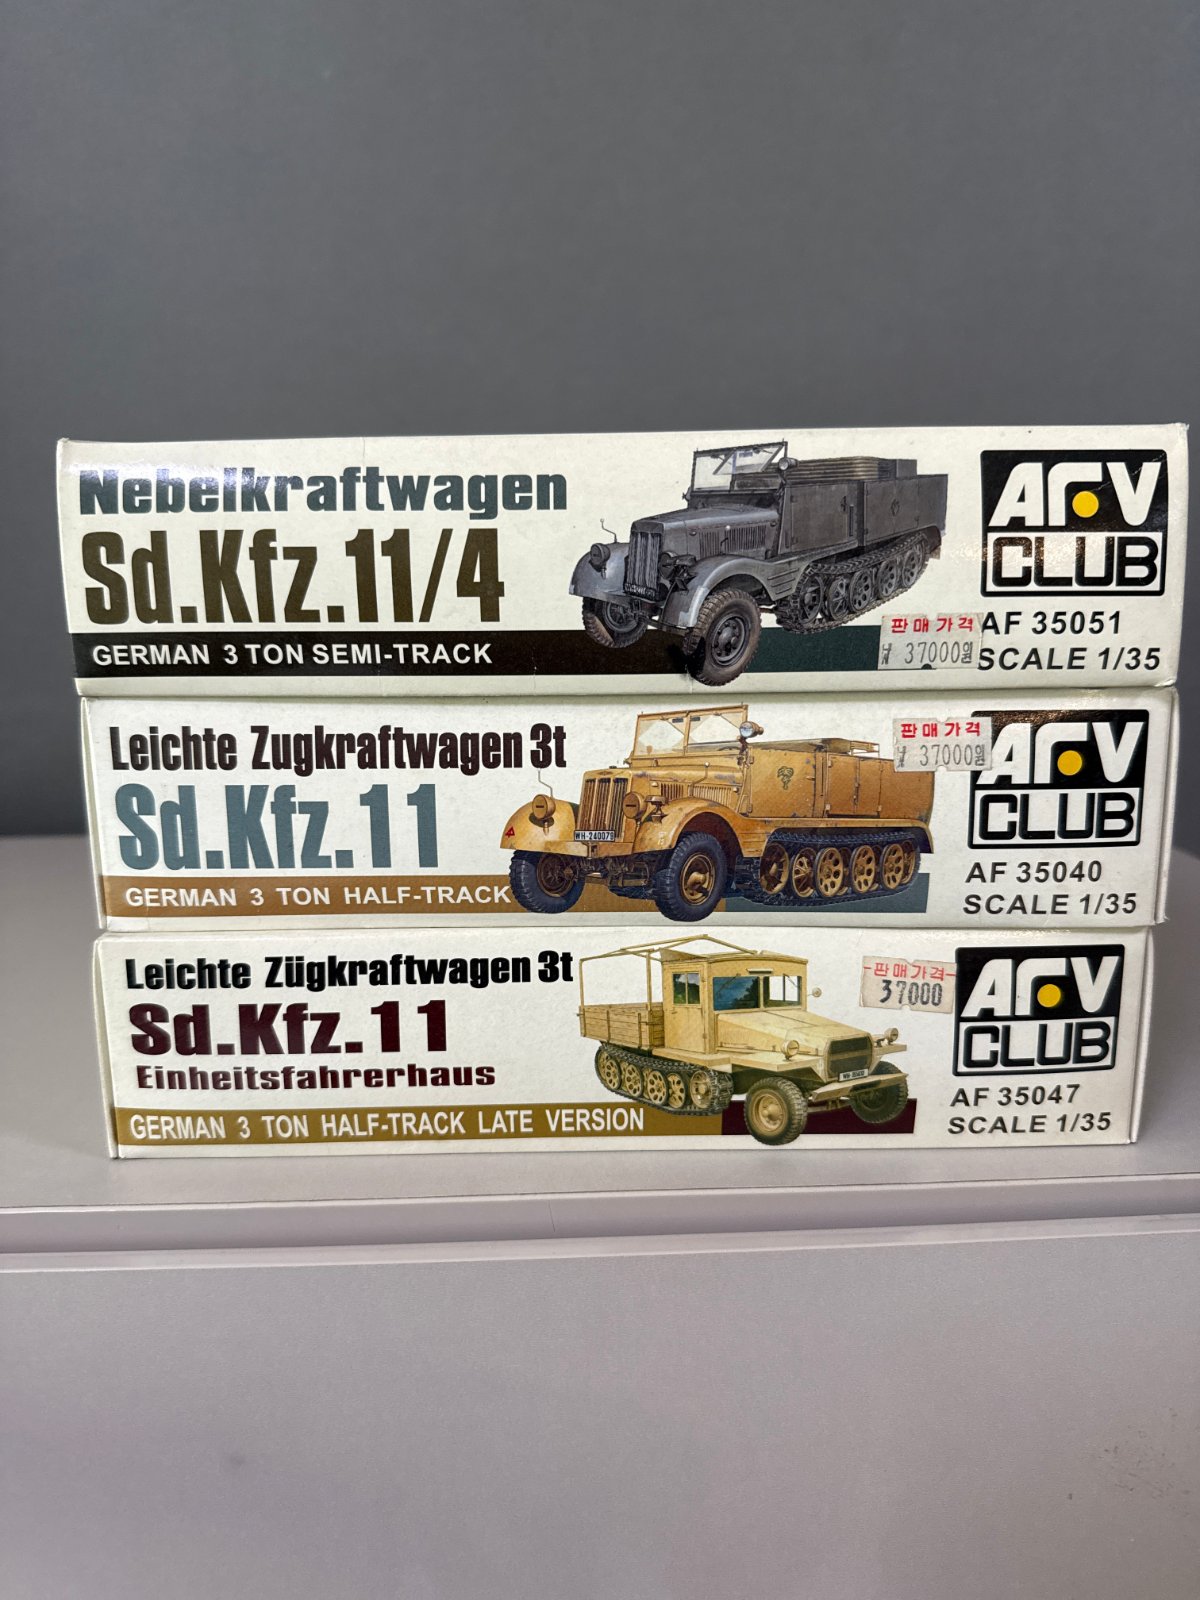 Nebelkraftwagen
Sd.Kfz.11/4
GERMAN 3 TON SEMI-TRACK
판매가격
37000원
AFV
CLUB
AF 35051
SCALE 1/35
Leichte Zugkraftwagen 3t
Sd.Kfz.11
GERMAN 3 TON HALF-TRACK
WH-240079
판매가격
37000원
AFV
CLUB
AF 35040
SCALE 1/35
Leichte Zügkraftwagen 3t
Sd.Kfz.11
Einheitsfahrerhaus
GERMAN 3 TON HALF-TRACK LATE VERSION
판매가격
37000
AFV
CLUB
AF 35047
SCALE 1/35